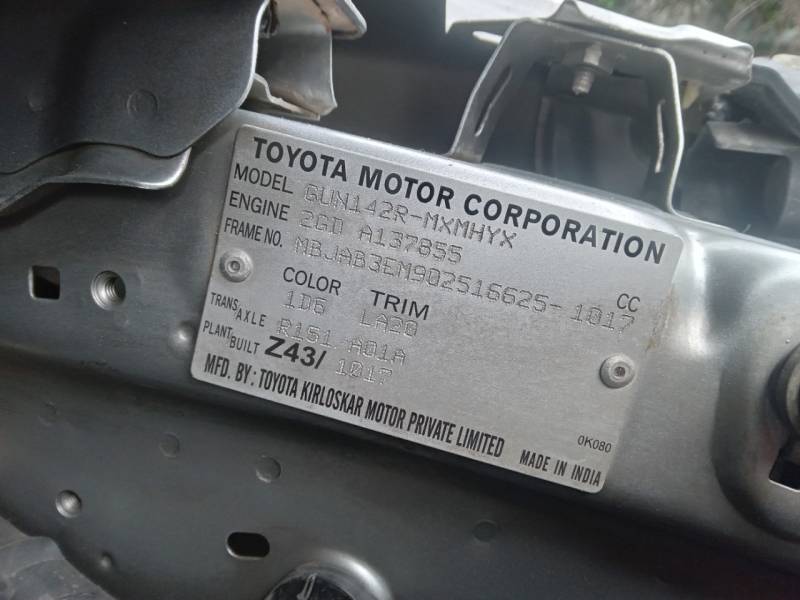 TOYOTA MOTOR CORPORATION
MODEL GUN142R-MXMHYX
ENGINE 2GD A137855 CC
FRAME NO. MBJAB3EM902516625-1017
COLOR TRIM
1D6 LA20
TRANS/AXLE R151 A01A
PLANT/BUILT Z43/ 1017
MFD. BY: TOYOTA KIRLOSKAR MOTOR PRIVATE LIMITED
0K080
MADE IN INDIA